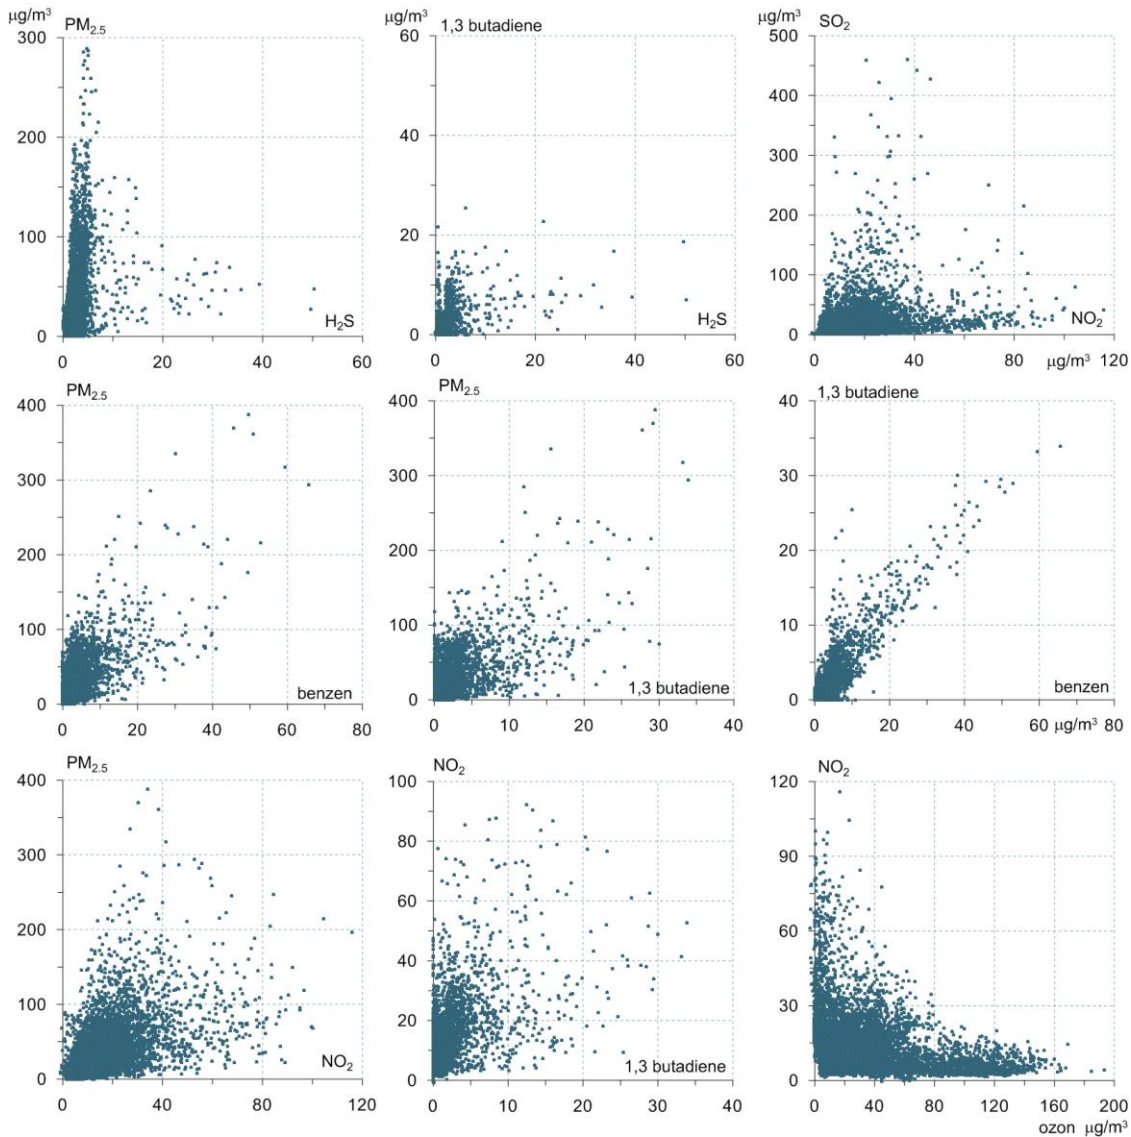 μg/m³ PM₂.₅ μg/m³ 1,3 butadiene SO₂
300 60 500
400
200 40 300
100 20 200
100
0 H₂S 0 H₂S 0 NO₂
0 20 40 60 0 20 40 60 0 40 80 μg/m³ 120
PM₂.₅ PM₂.₅ 1,3 butadiene
400 400 40
300 300 30
200 200 20
100 100 10
benzen 1,3 butadiene benzen
0 0 0
0 20 40 60 80 0 10 20 30 40 0 20 40 60 μg/m³ 80
PM₂.₅ NO₂ NO₂
400 100 120
300 80 90
200 60 60
100 40 30
20
NO₂ 1,3 butadiene
0 0 0
0 40 80 120 0 10 20 30 40 0 40 80 120 160 200
ozon μg/m³